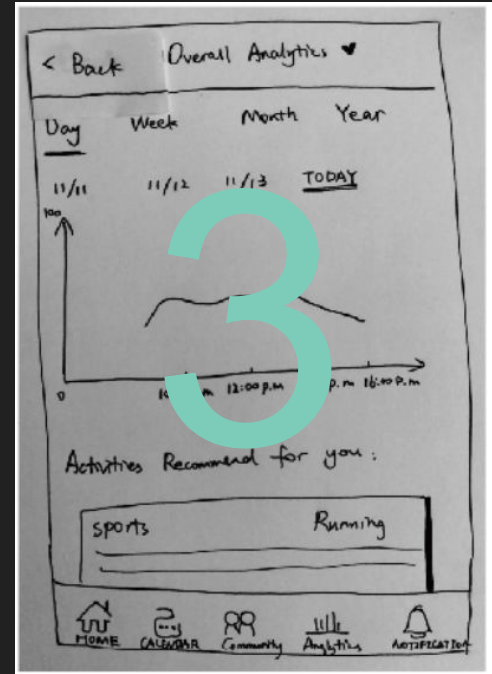 < Back Overall Analytics
Day Week Month Year
11/11 11/12 11/13 TODAY
100
3
0 12:00 p.m p.m 16:00 p.m
Activities Recommend for you:
sports Running
HOME CALENDAR Community Analytics NOTIFICATION